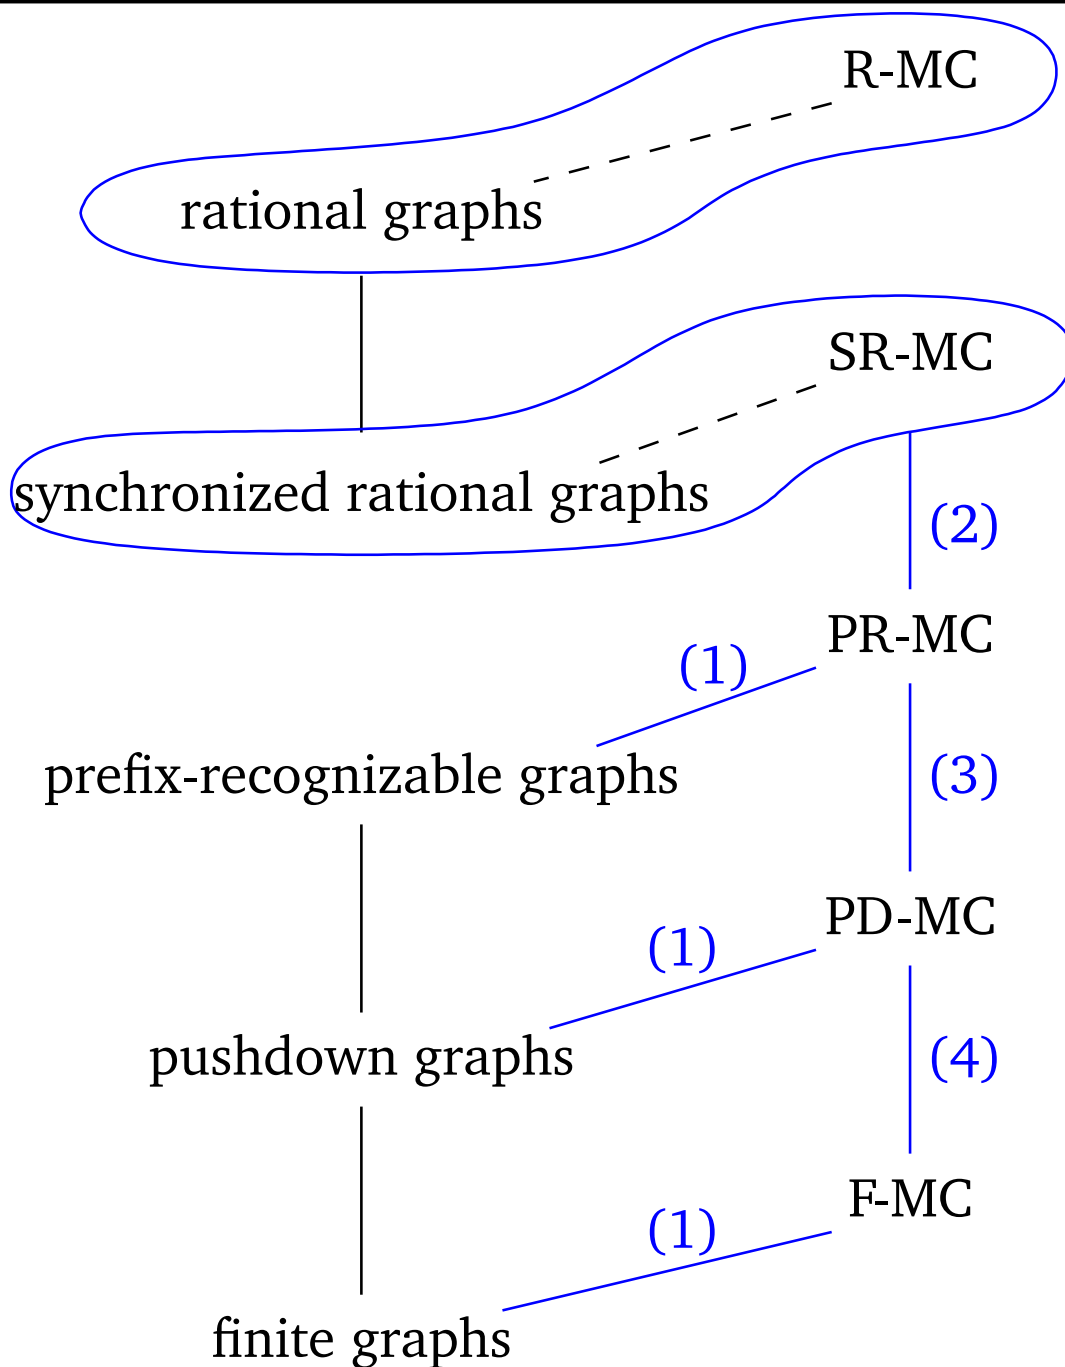 R-MC
rational graphs
SR-MC
synchronized rational graphs
(2)
PR-MC
(1)
prefix-recognizable graphs
(3)
PD-MC
(1)
pushdown graphs
(4)
F-MC
(1)
finite graphs